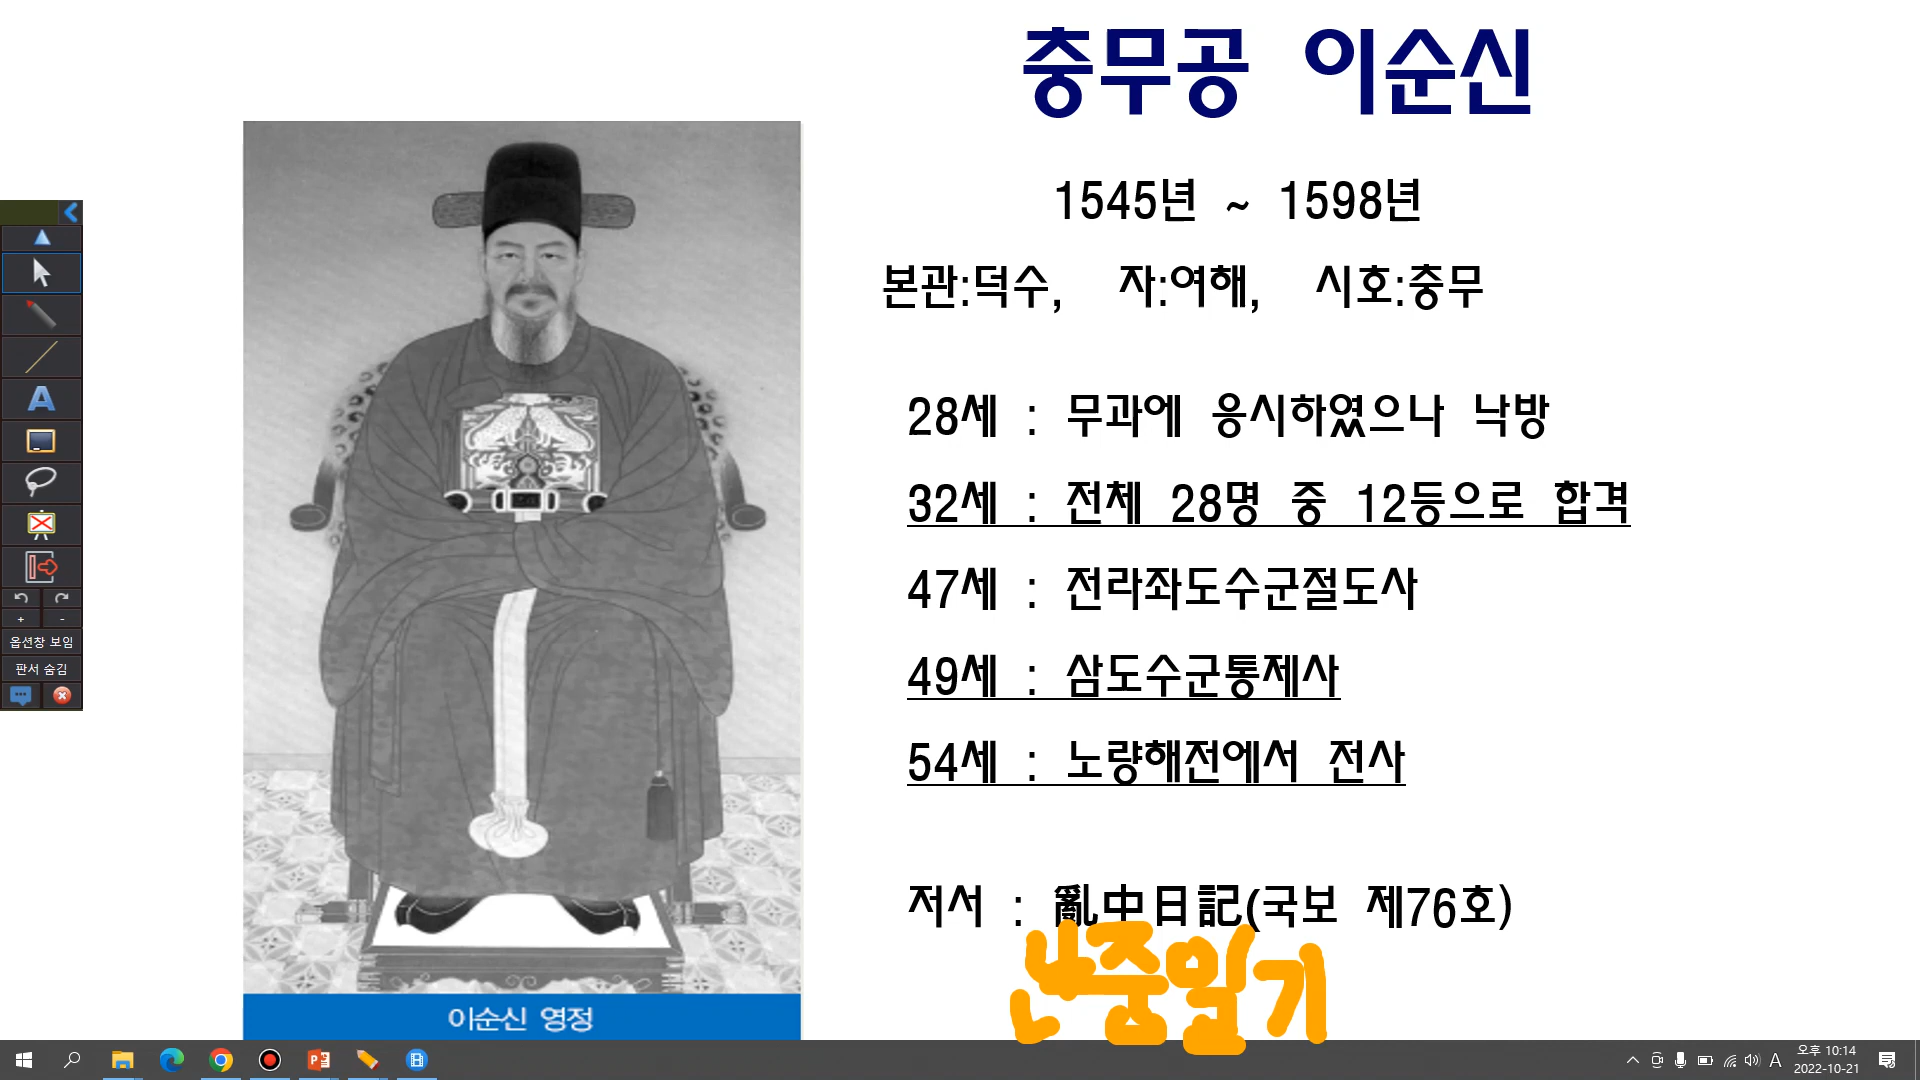 충무공 이순신
1545년 ~ 1598년
본관:덕수, 자:여해, 시호:충무
28세 : 무과에 응시하였으나 낙방
32세 : 전체 28명 중 12등으로 합격
47세 : 전라좌도수군절도사
49세 : 삼도수군통제사
54세 : 노량해전에서 전사
저서 : 亂中日記(국보 제76호)
난중일기
이순신 영정
A
옵션창 보임
판서 숨김
A
오후 10:14
2022-10-21